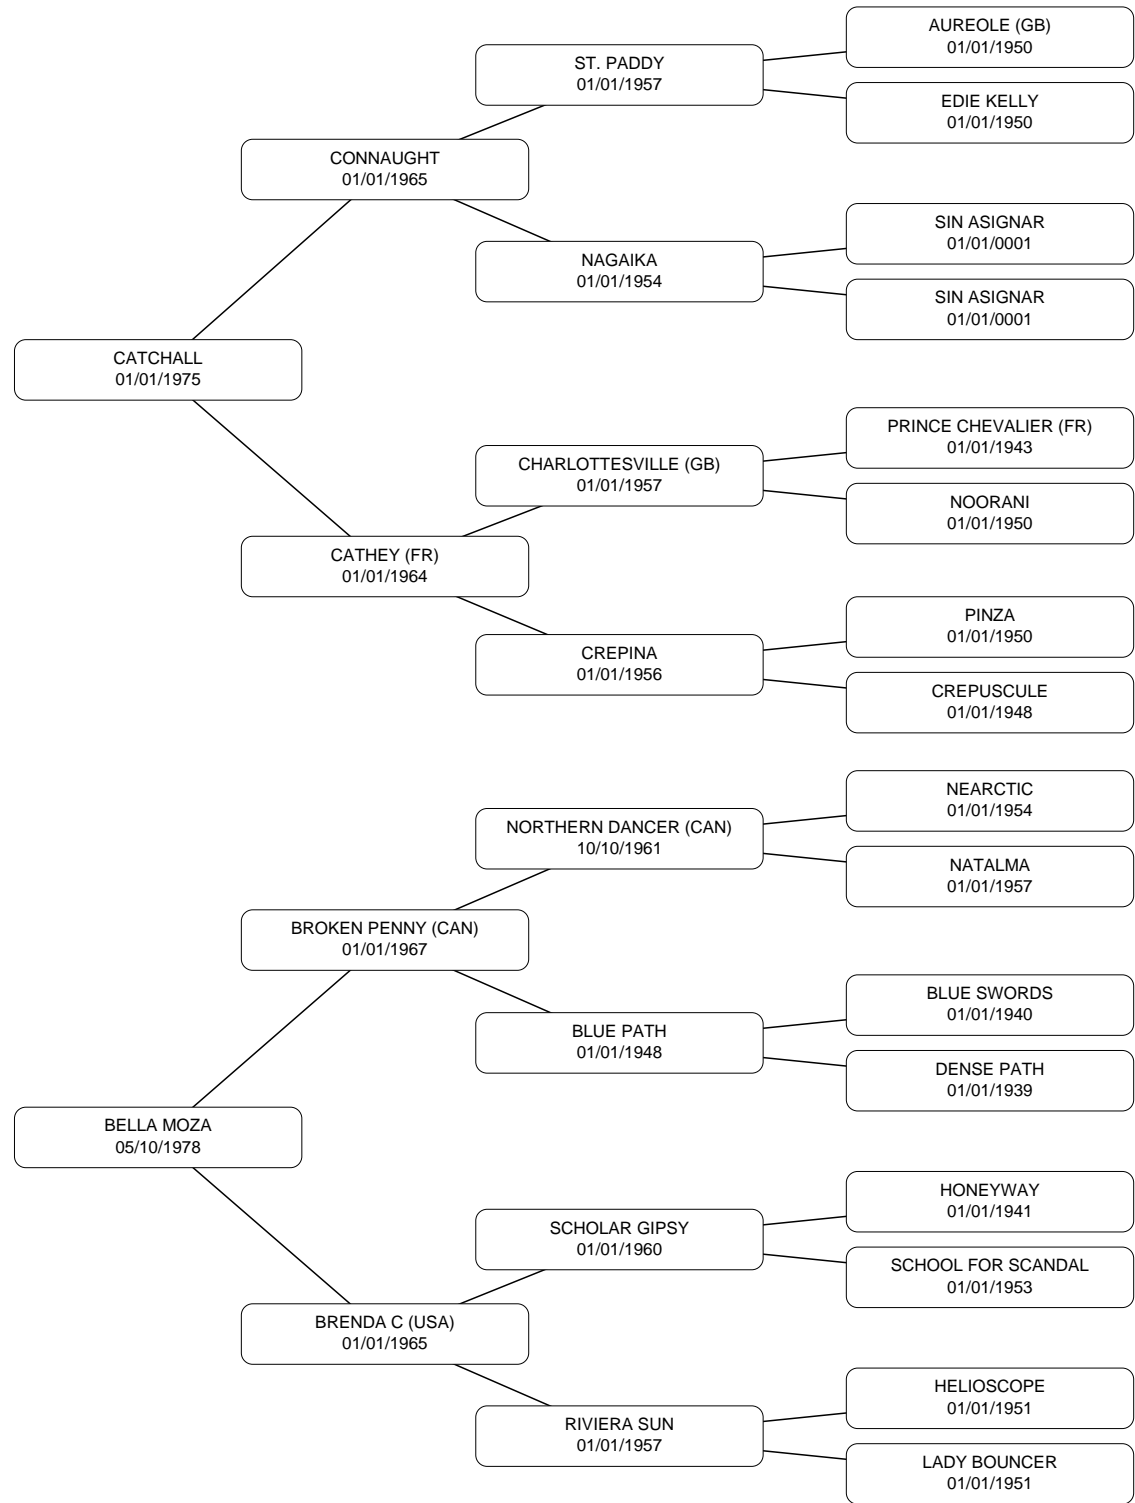 AUREOLE (GB)
01/01/1950
ST. PADDY
01/01/1957
EDIE KELLY
01/01/1950
CONNAUGHT
01/01/1965
SIN ASIGNAR
01/01/0001
NAGAIKA
01/01/1954
SIN ASIGNAR
01/01/0001
CATCHALL
01/01/1975
PRINCE CHEVALIER (FR)
01/01/1943
CHARLOTTESVILLE (GB)
01/01/1957
NOORANI
01/01/1950
CATHEY (FR)
01/01/1964
PINZA
01/01/1950
CREPINA
01/01/1956
CREPUSCULE
01/01/1948
NEARCTIC
01/01/1954
NORTHERN DANCER (CAN)
10/10/1961
NATALMA
01/01/1957
BROKEN PENNY (CAN)
01/01/1967
BLUE SWORDS
01/01/1940
BLUE PATH
01/01/1948
DENSE PATH
01/01/1939
BELLA MOZA
05/10/1978
HONEYWAY
01/01/1941
SCHOLAR GIPSY
01/01/1960
SCHOOL FOR SCANDAL
01/01/1953
BRENDA C (USA)
01/01/1965
HELIOSCOPE
01/01/1951
RIVIERA SUN
01/01/1957
LADY BOUNCER
01/01/1951